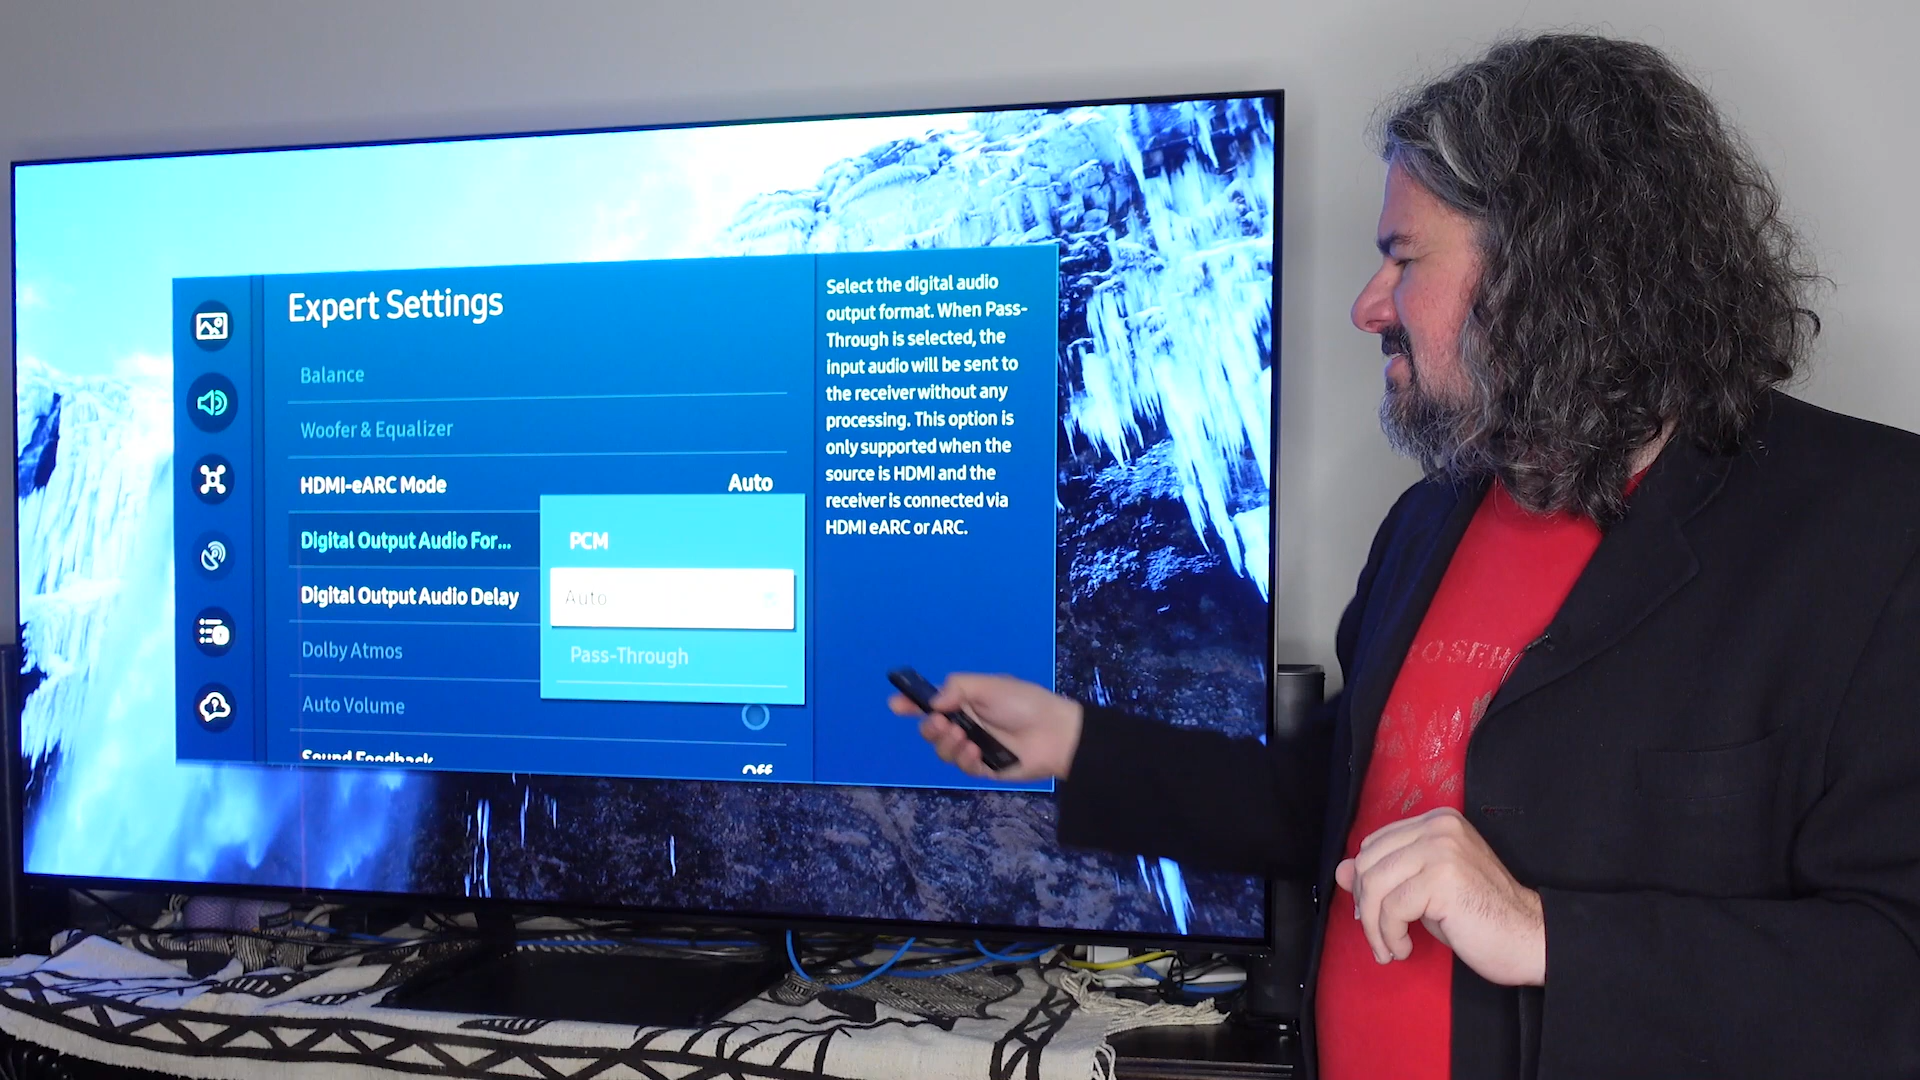 Expert Settings
Balance
Woofer & Equalizer
HDMI-eARC Mode
Auto
Digital Output Audio For...
Digital Output Audio Delay
Dolby Atmos
Auto Volume
Sound Feedback
Off
PCM
Auto
Pass-Through
Select the digital audio
output format. When Pass-
Through is selected, the
input audio will be sent to
the receiver without any
processing. This option is
only supported when the
source is HDMI and the
receiver is connected via
HDMI eARC or ARC.